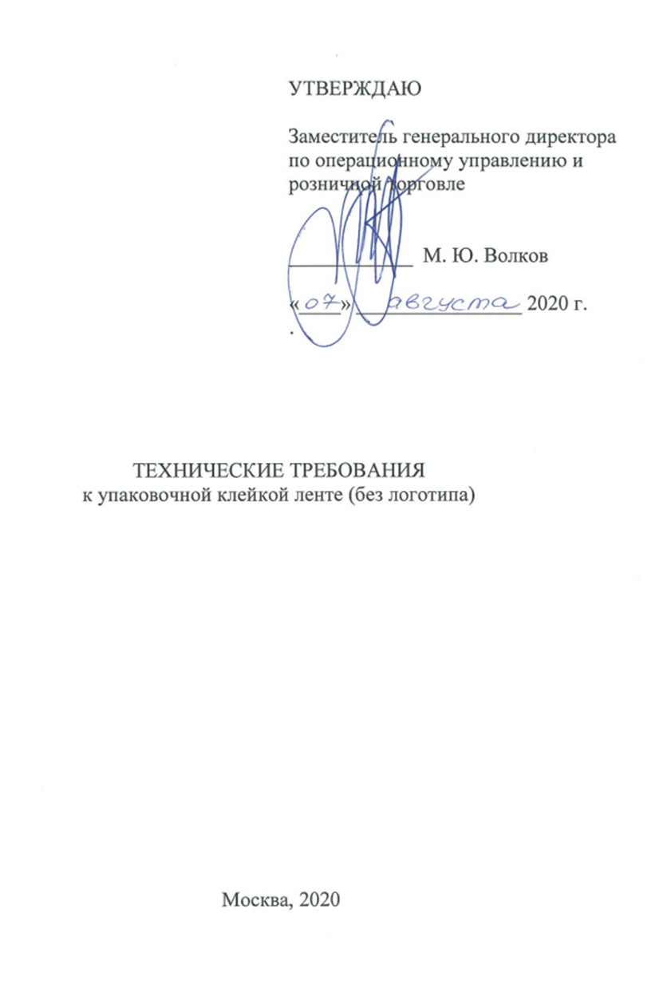 УТВЕРЖДАЮ
Заместитель генерального директора
по операционному управлению и
розничной торговле
М. Ю. Волков
«07» августа 2020 г.
.
ТЕХНИЧЕСКИЕ ТРЕБОВАНИЯ
к упаковочной клейкой ленте (без логотипа)
Москва, 2020